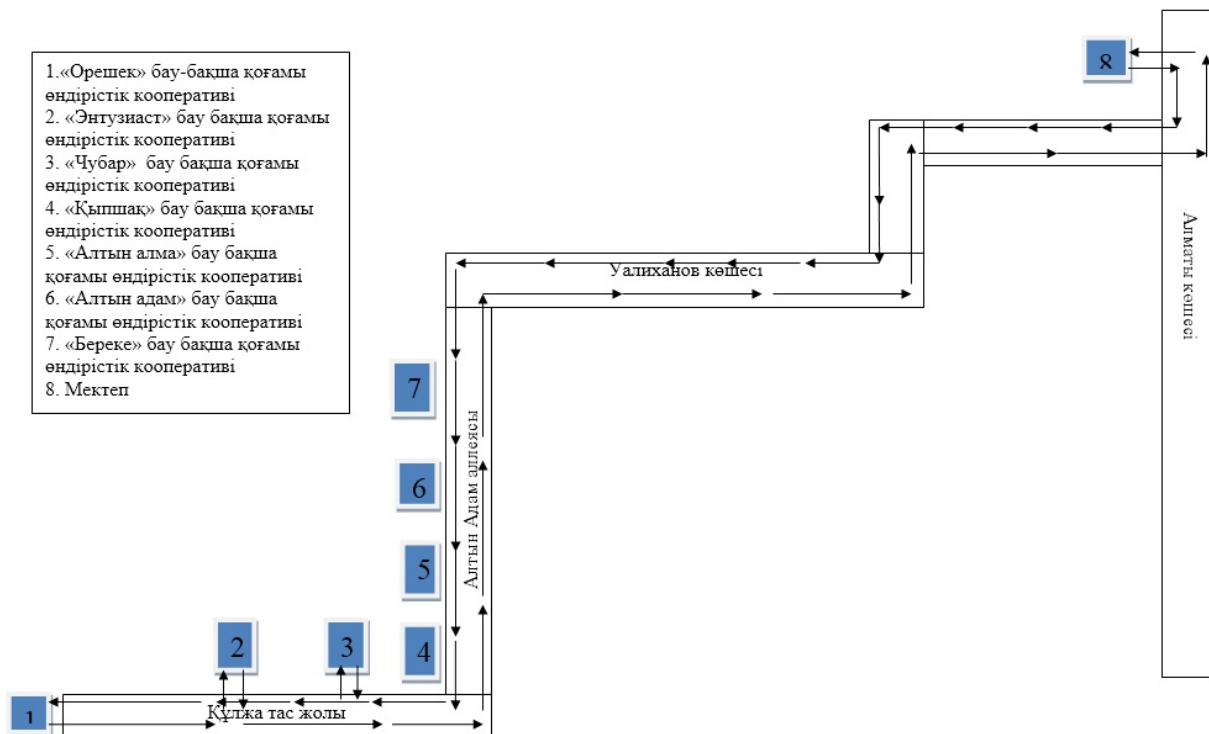 1.«Орешек» бау-бақша қоғамы
өндірістік кооперативі
2. «Энтузиаст» бау бақша қоғамы
өндірістік кооперативі
3. «Чубар» бау бақша қоғамы
өндірістік кооперативі
4. «Қыпшақ» бау бақша қоғамы
өндірістік кооперативі
5. «Алтын алма» бау бақша
қоғамы өндірістік кооперативі
6. «Алтын адам» бау бақша
қоғамы өндірістік кооперативі
7. «Береке» бау бақша қоғамы
өндірістік кооперативі
8. Мектеп
8
Уалиханов көшесі
Алматы көшесі
7
6
Алтын Адам аллеясы
5
4
2
3
1
Құлжа тас жолы